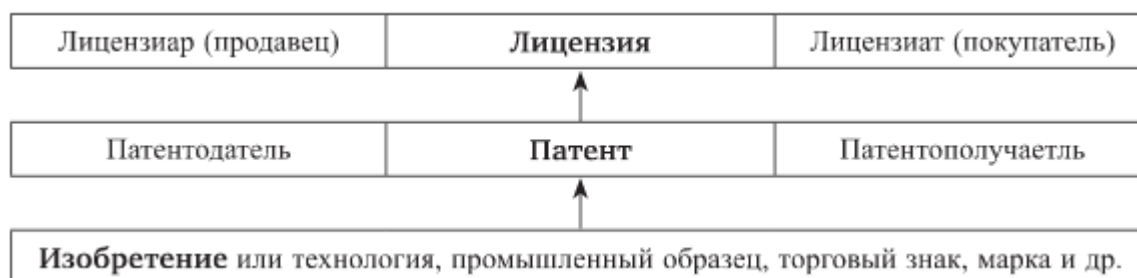 Лицензиар (продавец) Лицензия Лицензиат (покупатель)
Патентодатель Патент Патентополучаетль
Изобретение или технология, промышленный образец, торговый знак, марка и др.